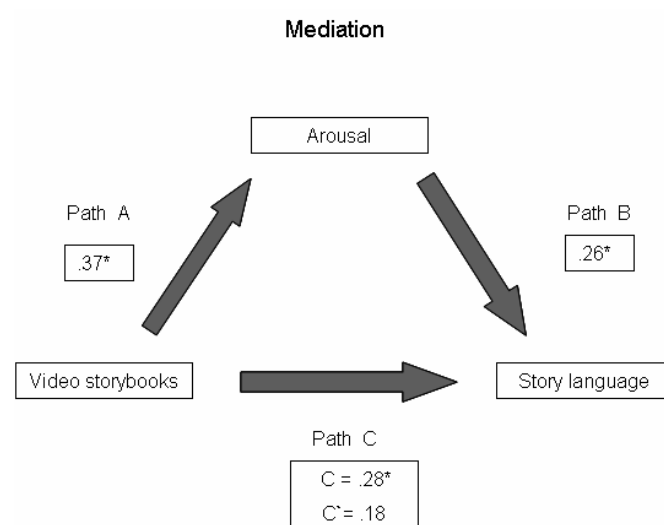 Mediation
Arousal
Path A
Path B
.37*
.26*
Video storybooks
Story language
Path C
C = .28*
C`= .18